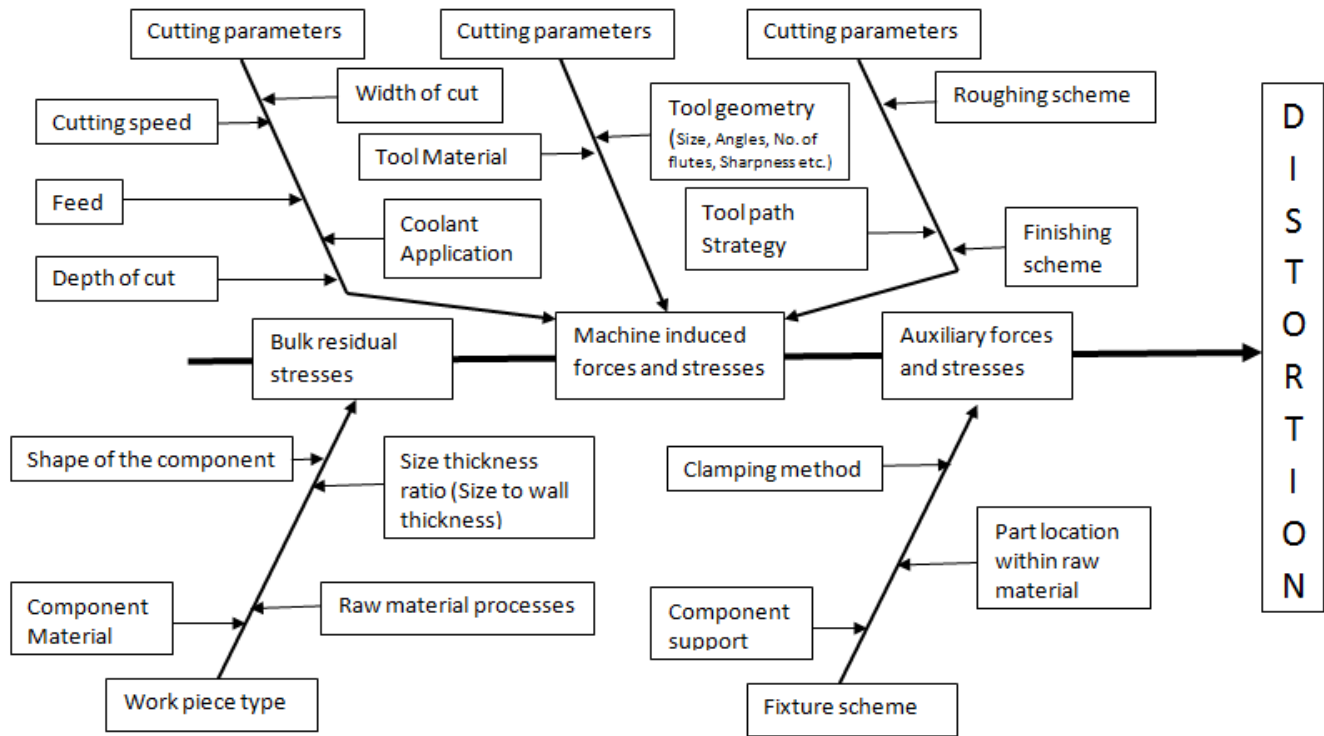 Cutting parameters
Cutting parameters
Cutting parameters
Width of cut
Cutting speed
Feed
Coolant
Application
Depth of cut
Tool geometry
(Size, Angles, No. of
flutes, Sharpness etc.)
Tool Material
Roughing scheme
Tool path
Strategy
Finishing
scheme
Bulk residual
stresses
Machine induced
forces and stresses
Auxiliary forces
and stresses
D
I
S
T
O
R
T
I
O
N
Shape of the component
Size thickness
ratio (Size to wall
thickness)
Component
Material
Raw material processes
Work piece type
Clamping method
Part location
within raw
material
Component
support
Fixture scheme